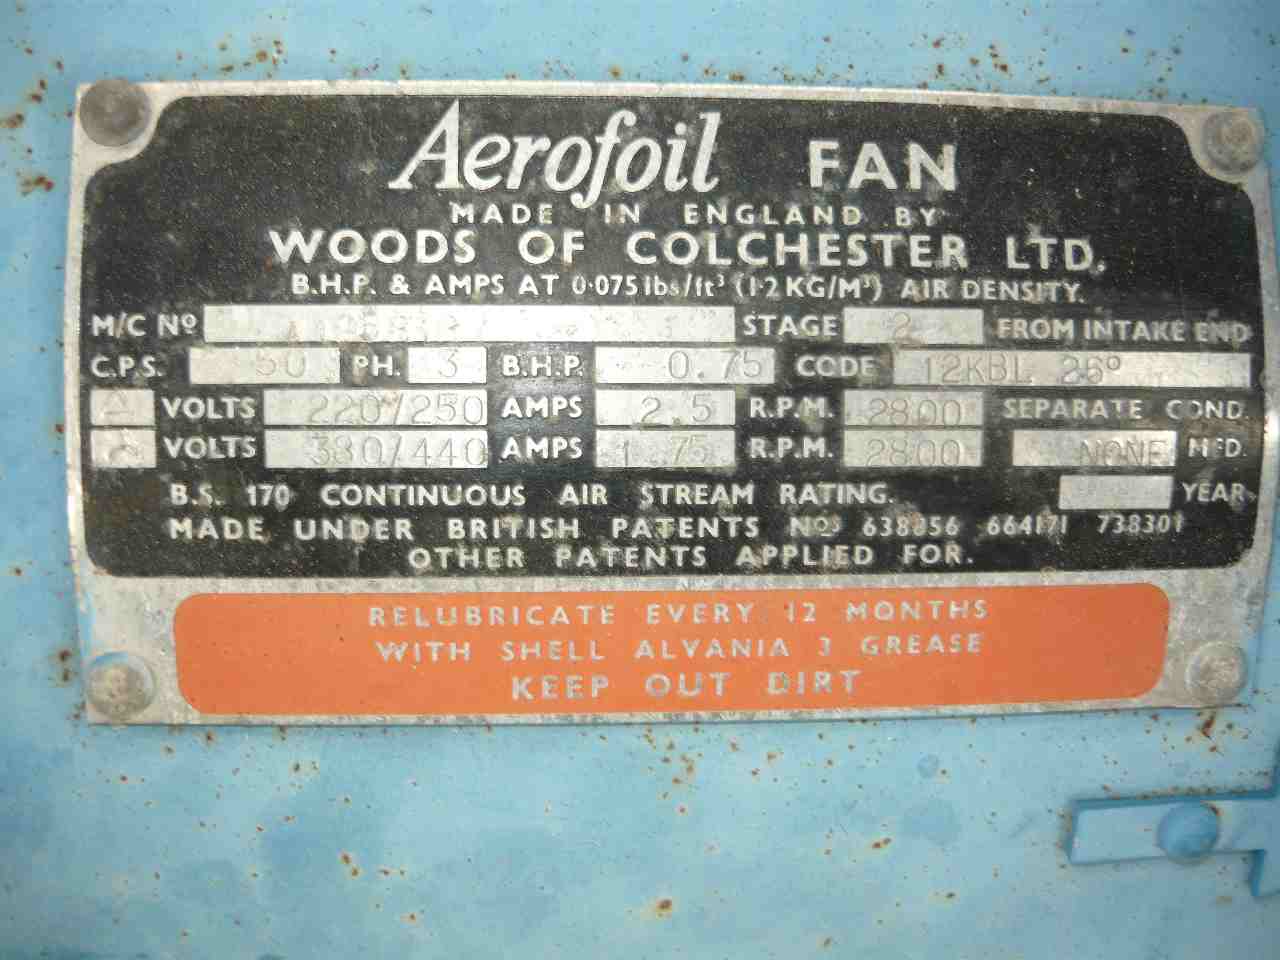 Aerofoil FAN
MADE IN ENGLAND BY
WOODS OF COLCHESTER LTD.
B.H.P. & AMPS AT 0·075 lbs/ft³ (1·2 KG/M³) AIR DENSITY.
M/C Nº STAGE 2 FROM INTAKE END
C.P.S. 50 PH. 3 B.H.P. 0.75 CODE 12KBL 26°
VOLTS 220/250 AMPS 2.5 R.P.M. 2800 SEPARATE COND.
VOLTS 380/440 AMPS 1.75 R.P.M. 2800 NONE MFD.
B.S. 170 CONTINUOUS AIR STREAM RATING. YEAR
MADE UNDER BRITISH PATENTS Nos 638856 664171 738301
OTHER PATENTS APPLIED FOR.
RELUBRICATE EVERY 12 MONTHS
WITH SHELL ALVANIA 3 GREASE
KEEP OUT DIRT